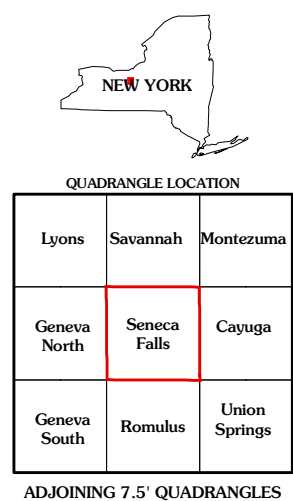 NEW YORK
QUADRANGLE LOCATION
Lyons Savannah Montezuma
Geneva North Seneca Falls Cayuga
Geneva South Romulus Union Springs
ADJOINING 7.5' QUADRANGLES